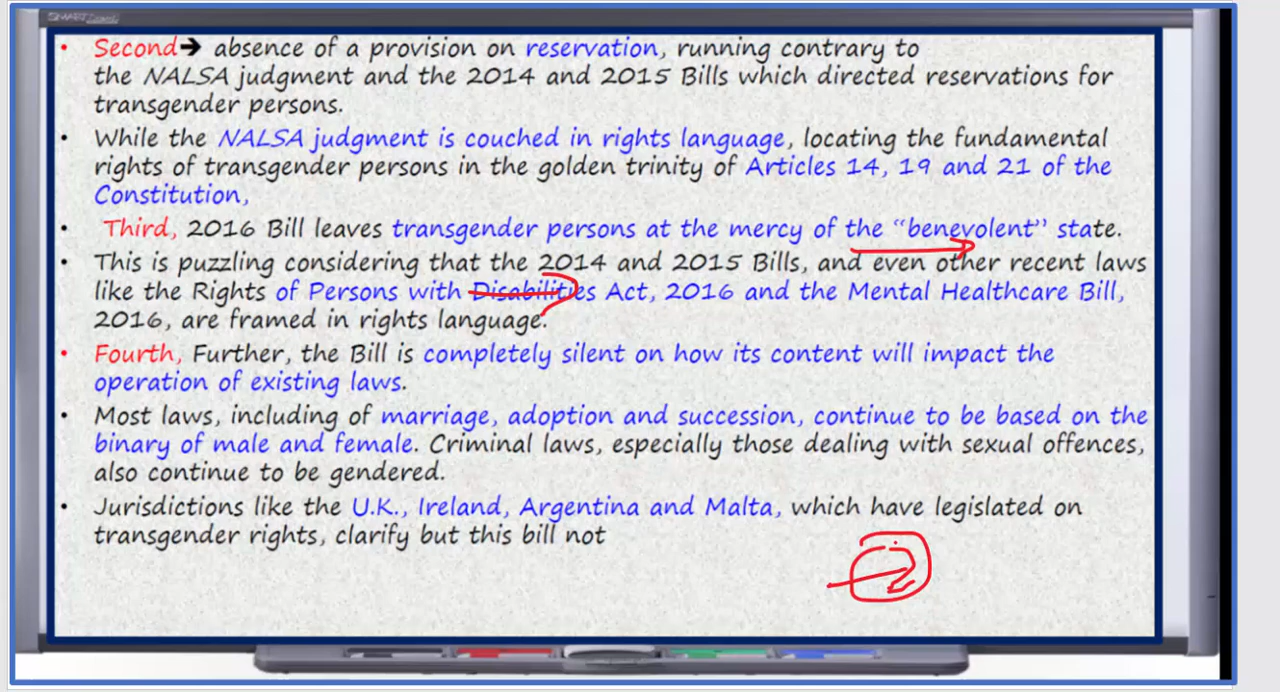 SMART Board
• Second➔ absence of a provision on reservation, running contrary to
the NALSA judgment and the 2014 and 2015 Bills which directed reservations for
transgender persons.
• While the NALSA judgment is couched in rights language, locating the fundamental
rights of transgender persons in the golden trinity of Articles 14, 19 and 21 of the
Constitution,
• Third, 2016 Bill leaves transgender persons at the mercy of the “benevolent” state.
• This is puzzling considering that the 2014 and 2015 Bills, and even other recent laws
like the Rights of Persons with Disabilities Act, 2016 and the Mental Healthcare Bill,
2016, are framed in rights language.
• Fourth, Further, the Bill is completely silent on how its content will impact the
operation of existing laws.
• Most laws, including of marriage, adoption and succession, continue to be based on the
binary of male and female. Criminal laws, especially those dealing with sexual offences,
also continue to be gendered.
• Jurisdictions like the U.K., Ireland, Argentina and Malta, which have legislated on
transgender rights, clarify but this bill not